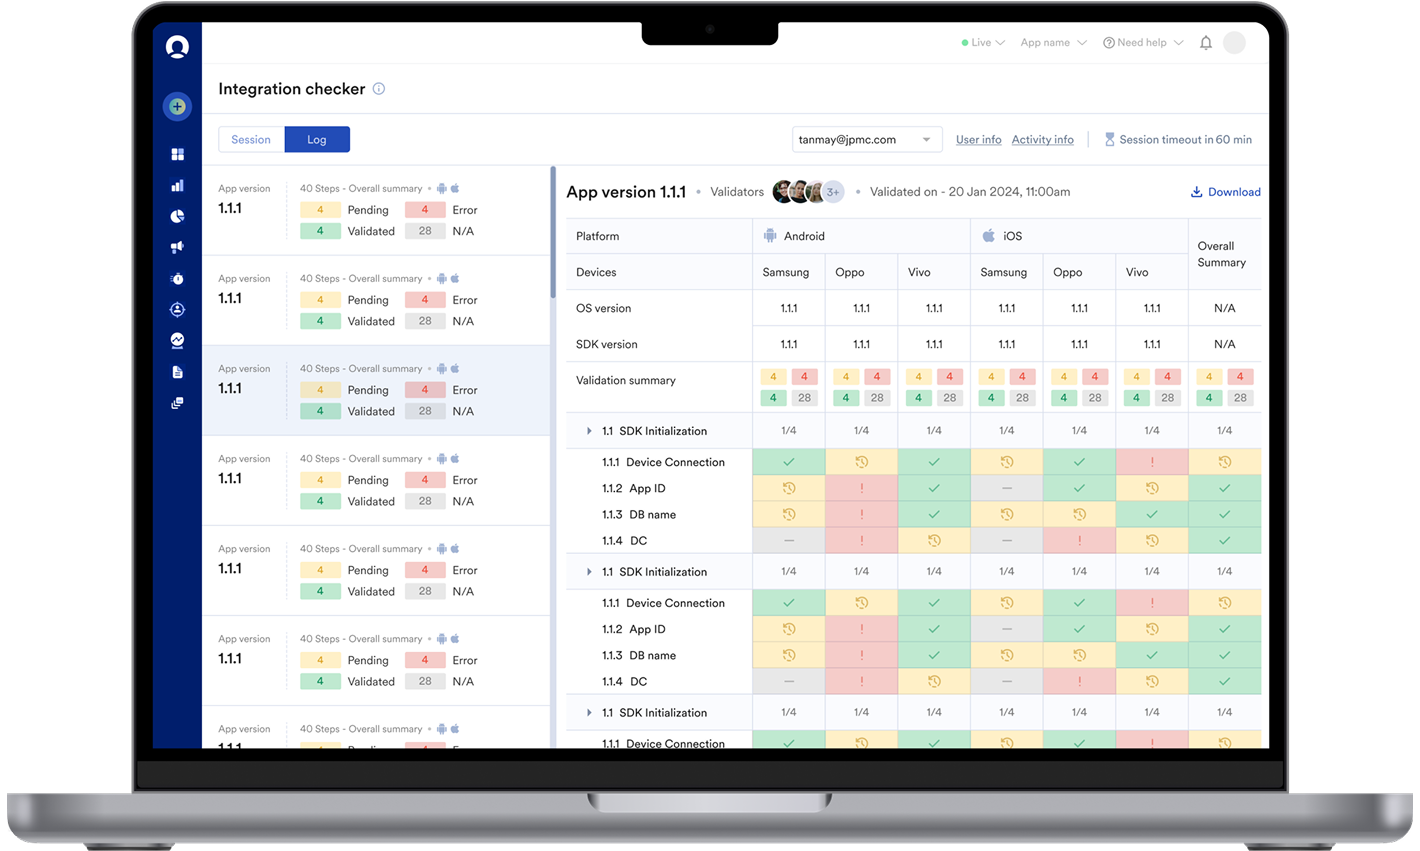 Live
App name
Need help
Integration checker
Session
Log
tanmay@jpmc.com
User info
Activity info
Session timeout in 60 min
App version
1.1.1
40 Steps - Overall summary
4 Pending 4 Error
4 Validated 28 N/A
App version
1.1.1
40 Steps - Overall summary
4 Pending 4 Error
4 Validated 28 N/A
App version
1.1.1
40 Steps - Overall summary
4 Pending 4 Error
4 Validated 28 N/A
App version
1.1.1
40 Steps - Overall summary
4 Pending 4 Error
4 Validated 28 N/A
App version
1.1.1
40 Steps - Overall summary
4 Pending 4 Error
4 Validated 28 N/A
App version
1.1.1
40 Steps - Overall summary
4 Pending 4 Error
4 Validated 28 N/A
App version
1.1.1
40 Steps - Overall summary
App version 1.1.1 • Validators 3+ • Validated on - 20 Jan 2024, 11:00am
Download
Platform Android iOS Overall Summary
Devices Samsung Oppo Vivo Samsung Oppo Vivo
OS version 1.1.1 1.1.1 1.1.1 1.1.1 1.1.1 1.1.1 N/A
SDK version 1.1.1 1.1.1 1.1.1 1.1.1 1.1.1 1.1.1 N/A
Validation summary 4 4 4 4 4 4 4 4 4 4 4 4 4 4
4 28 4 28 4 28 4 28 4 28 4 28 4 28
1.1 SDK Initialization 1/4 1/4 1/4 1/4 1/4 1/4 1/4
1.1.1 Device Connection
1.1.2 App ID
1.1.3 DB name
1.1.4 DC
1.1 SDK Initialization 1/4 1/4 1/4 1/4 1/4 1/4 1/4
1.1.1 Device Connection
1.1.2 App ID
1.1.3 DB name
1.1.4 DC
1.1 SDK Initialization 1/4 1/4 1/4 1/4 1/4 1/4 1/4
1.1.1 Device Connection